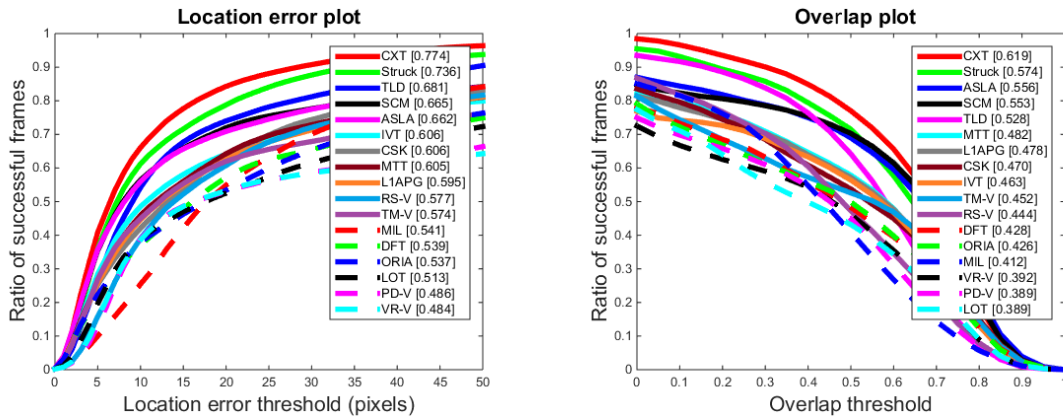 Location error plot
Ratio of successful frames
1
0.9
0.8
0.7
0.6
0.5
0.4
0.3
0.2
0.1
0
CXT [0.774]
Struck [0.736]
TLD [0.681]
SCM [0.665]
ASLA [0.662]
IVT [0.606]
CSK [0.606]
MTT [0.605]
L1APG [0.595]
RS-V [0.577]
TM-V [0.574]
MIL [0.541]
DFT [0.539]
ORIA [0.537]
LOT [0.513]
PD-V [0.486]
VR-V [0.484]
0 5 10 15 20 25 30 35 40 45 50
Location error threshold (pixels)
Overlap plot
Ratio of successful frames
1
0.9
0.8
0.7
0.6
0.5
0.4
0.3
0.2
0.1
0
CXT [0.619]
Struck [0.574]
ASLA [0.556]
SCM [0.553]
TLD [0.528]
MTT [0.482]
L1APG [0.478]
CSK [0.470]
IVT [0.463]
TM-V [0.452]
RS-V [0.444]
DFT [0.428]
ORIA [0.426]
MIL [0.412]
VR-V [0.392]
PD-V [0.389]
LOT [0.389]
0 0.1 0.2 0.3 0.4 0.5 0.6 0.7 0.8 0.9
Overlap threshold